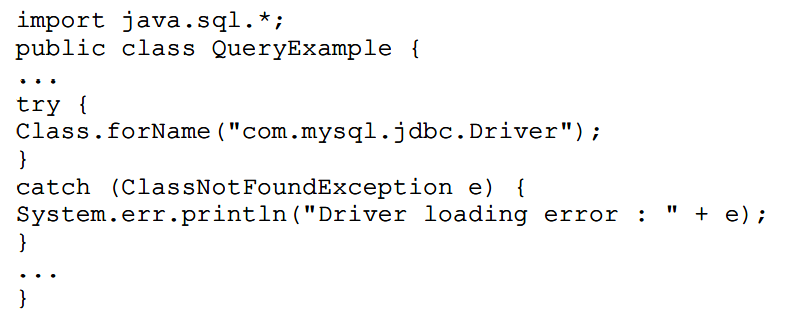 import java.sql.*;
public class QueryExample {
...
try {
Class.forName("com.mysql.jdbc.Driver");
}
catch (ClassNotFoundException e) {
System.err.println("Driver loading error : " + e);
}
...
}